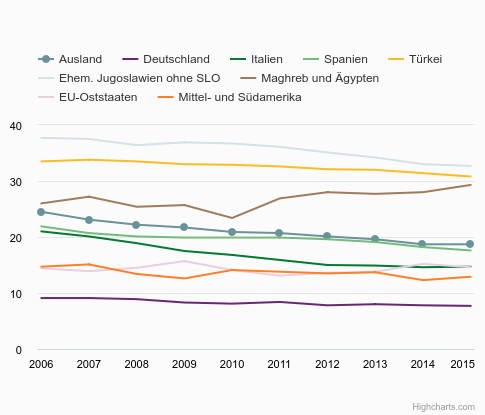 Ausland Deutschland Italien Spanien Türkei
Ehem. Jugoslawien ohne SLO Maghreb und Ägypten
EU-Oststaaten Mittel- und Südamerika
40
30
20
10
0
2006 2007 2008 2009 2010 2011 2012 2013 2014 2015
Highcharts.com